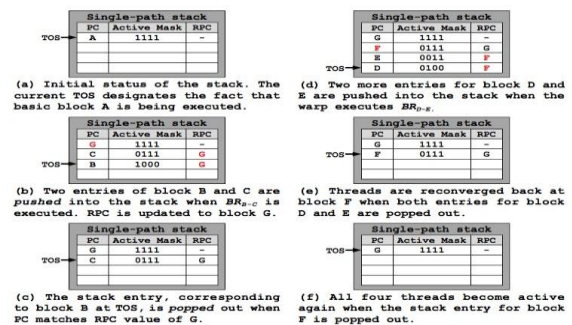 Single-path stack
PC Active Mask RPC
TOS A 1111 -
(a) Initial status of the stack. The
current TOS designates the fact that
basic block A is being executed.
Single-path stack
PC Active Mask RPC
G 1111 -
C 0111 G
TOS B 1000 G
(b) Two entries of block B and C are
pushed into the stack when BRB-C is
executed. RPC is updated to block G.
Single-path stack
PC Active Mask RPC
G 1111 -
TOS C 0111 G
(c) The stack entry, corresponding
to block B at TOS, is popped out when
PC matches RPC value of G.
Single-path stack
PC Active Mask RPC
G 1111 -
F 0111 G
E 0011 F
TOS D 0100 F
(d) Two more entries for block D and
E are pushed into the stack when the
warp executes BRD-E.
Single-path stack
PC Active Mask RPC
G 1111 -
TOS F 0111 G
(e) Threads are reconverged back at
block F when both entries for block
D and E are popped out.
Single-path stack
PC Active Mask RPC
TOS G 1111 -
(f) All four threads become active
again when the stack entry for block
F is popped out.